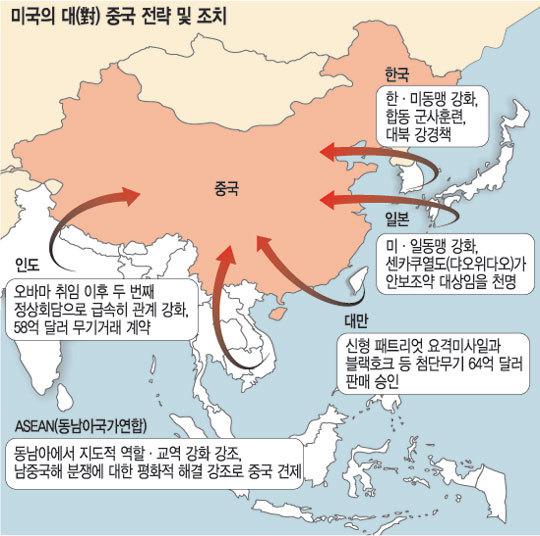 미국의 대(對) 중국 전략 및 조치
한국
한·미동맹 강화,
합동 군사훈련,
대북 강경책
중국
일본
미·일동맹 강화,
센카쿠열도(댜오위다오)가
안보조약 대상임을 천명
인도
오바마 취임 이후 두 번째
정상회담으로 급속히 관계 강화,
58억 달러 무기거래 계약
대만
신형 패트리엇 요격미사일과
블랙호크 등 첨단무기 64억 달러
판매 승인
ASEAN(동남아국가연합)
동남아에서 지도적 역할·교역 강화 강조,
남중국해 분쟁에 대한 평화적 해결 강조로 중국 견제